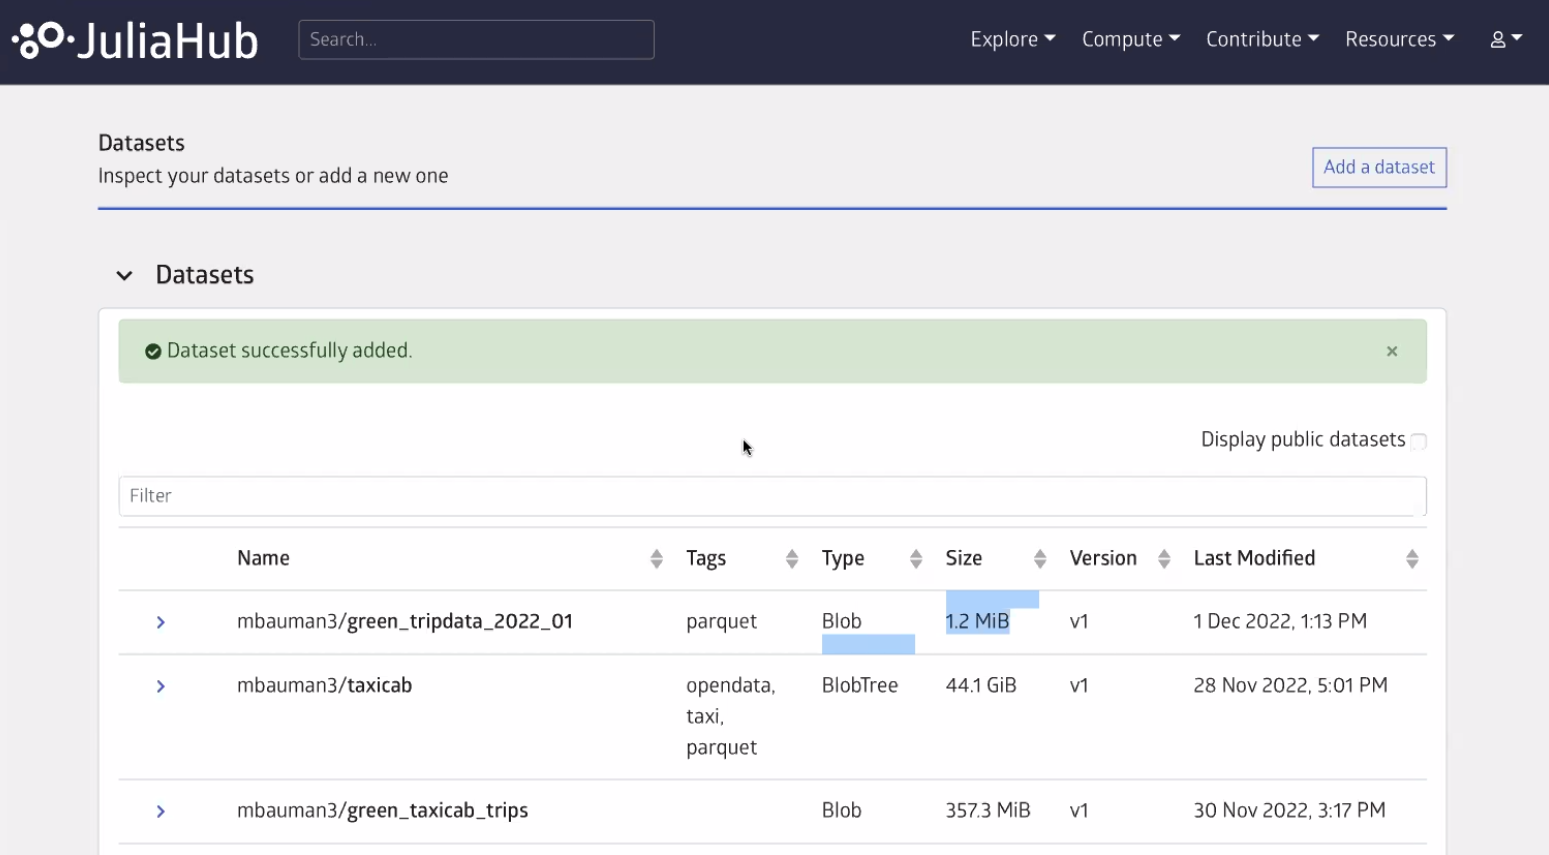 JuliaHub Search... Explore Compute Contribute Resources
Datasets
Inspect your datasets or add a new one
Add a dataset
Datasets
Dataset successfully added. ×
Display public datasets
Filter
Name Tags Type Size Version Last Modified
mbauman3/green_tripdata_2022_01 parquet Blob 1.2 MiB v1 1 Dec 2022, 1:13 PM
mbauman3/taxicab opendata, BlobTree 44.1 GiB v1 28 Nov 2022, 5:01 PM
taxi,
parquet
mbauman3/green_taxicab_trips Blob 357.3 MiB v1 30 Nov 2022, 3:17 PM